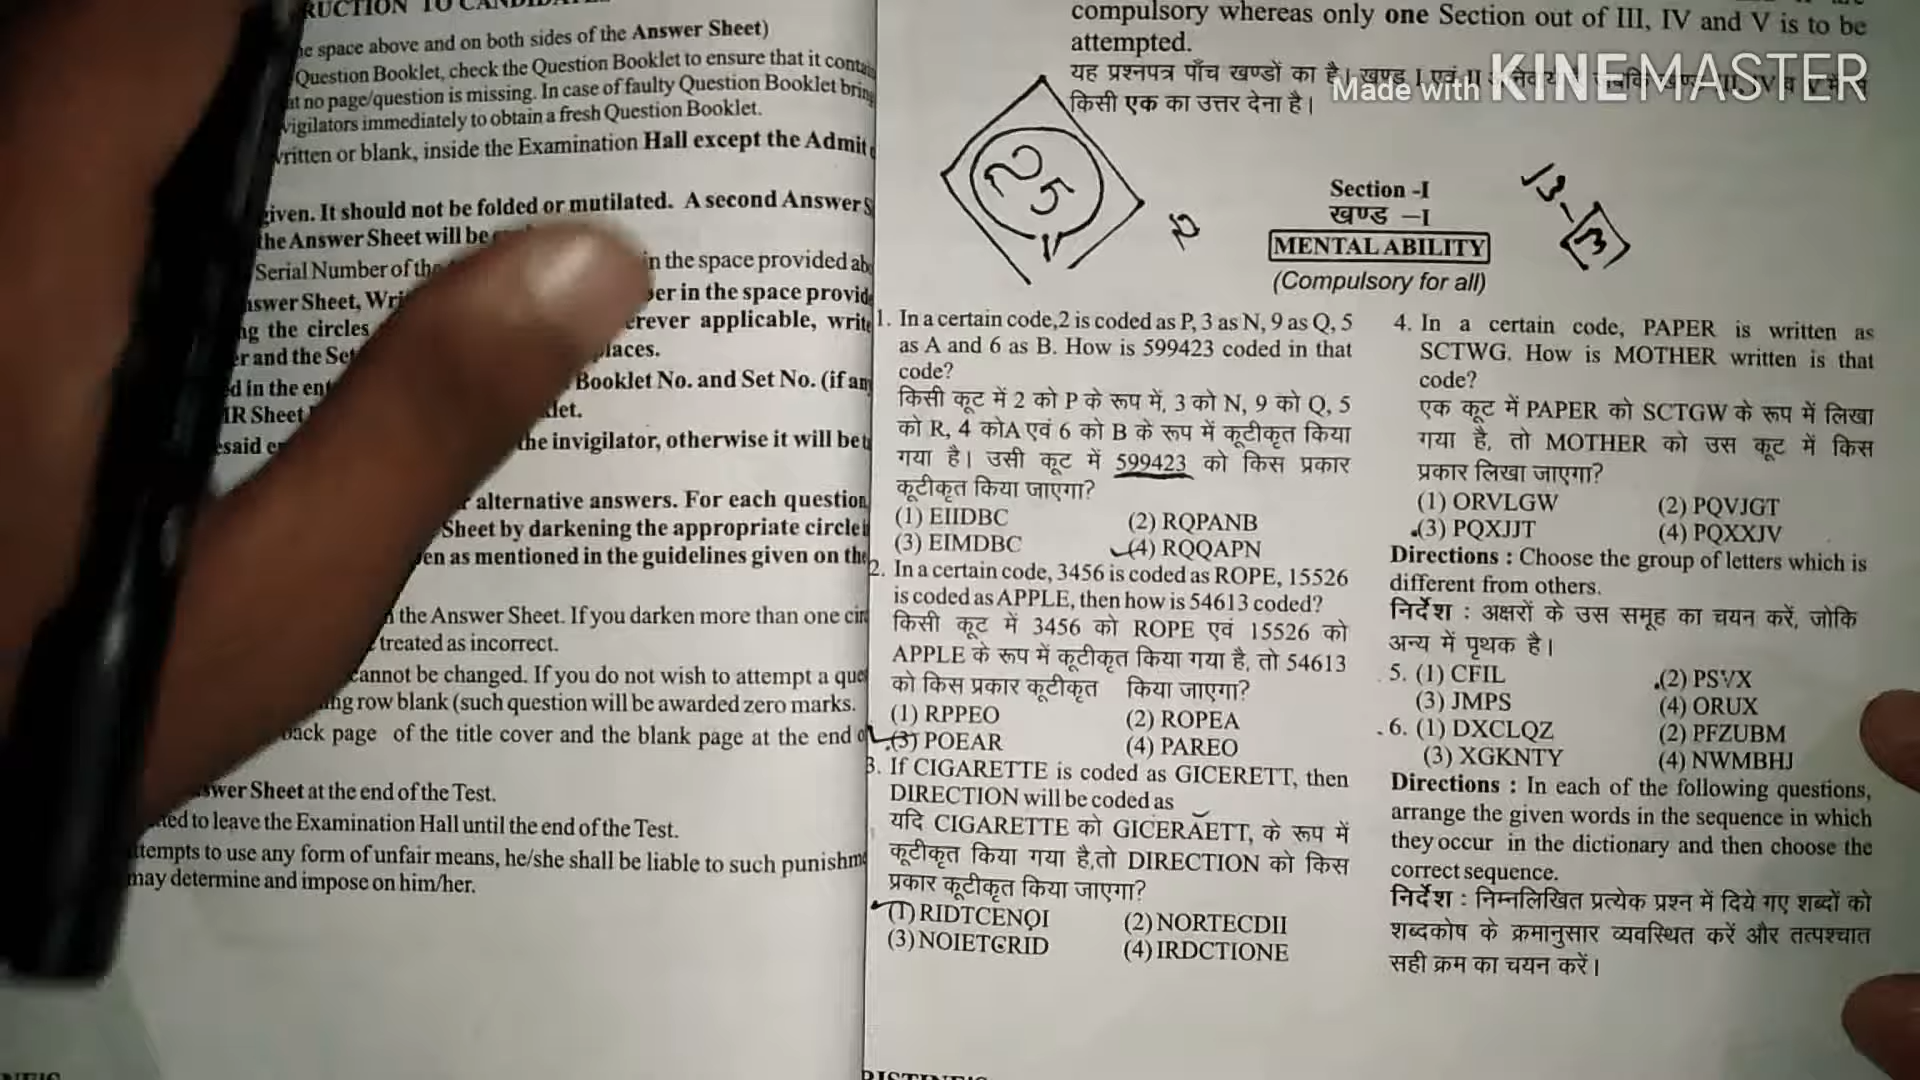 RUCTION TO
e space above and on both sides of the Answer Sheet)
Question Booklet, check the Question Booklet to ensure that it
at no page/question is missing. In case of faulty Question Booklet
vigilators immediately to obtain a fresh Question Booklet.
written or blank, inside the Examination Hall except the Admit
given. It should not be folded or mutilated. A second Answer
the Answer Sheet will be
Serial Number of the in the space provided
Answer Sheet, in the space
ng the circles wherever applicable, write
er and the places.
d in the Booklet No. and Set No. (if
R Sheet
said the invigilator, otherwise it will be
alternative answers. For each question
Sheet by darkening the appropriate circle
en as mentioned in the guidelines given on the
the Answer Sheet. If you darken more than one
treated as incorrect.
cannot be changed. If you do not wish to attempt a
ng row blank (such question will be awarded zero marks.
back page of the title cover and the blank page at the end
Answer Sheet at the end of the Test.
to leave the Examination Hall until the end of the Test.
attempts to use any form of unfair means, he/she shall be liable to such
may determine and impose on him/her.
compulsory whereas only one Section out of III, IV and V is to be
attempted.
यह प्रश्नपत्र पाँच खण्डों का है। खण्ड I एवं II
किसी एक का उत्तर देना है।
Made with KINEMASTER
25
13-
Section -I
खण्ड –I
MENTAL ABILITY
(Compulsory for all)
1. In a certain code,2 is coded as P, 3 as N, 9 as Q, 5
as A and 6 as B. How is 599423 coded in that
code?
किसी कूट में 2 को P के रूप में, 3 को N, 9 को Q, 5
को R, 4 कोA एवं 6 को B के रूप में कूटीकृत किया
गया है। उसी कूट में 599423 को किस प्रकार
कूटीकृत किया जाएगा?
(1) EIIDBC (2) RQPANB
(3) EIMDBC (4) RQQAPN
2. In a certain code, 3456 is coded as ROPE, 15526
is coded as APPLE, then how is 54613 coded?
किसी कूट में 3456 को ROPE एवं 15526 को
APPLE के रूप में कूटीकृत किया गया है, तो 54613
को किस प्रकार कूटीकृत किया जाएगा?
(1) RPPEO (2) ROPEA
(3) POEAR (4) PAREO
3. If CIGARETTE is coded as GICERETT, then
DIRECTION will be coded as
यदि CIGARETTE को GICERAETT, के रूप में
कूटीकृत किया गया है,तो DIRECTION को किस
प्रकार कूटीकृत किया जाएगा?
(1) RIDTCENOI (2) NORTECDII
(3) NOIETCRID (4) IRDCTIONE
4. In a certain code, PAPER is written as
SCTWG. How is MOTHER written is that
code?
एक कूट में PAPER को SCTGW के रूप में लिखा
गया है, तो MOTHER को उस कूट में किस
प्रकार लिखा जाएगा?
(1) ORVLGW (2) PQVJGT
(3) PQXJJT (4) PQXXJV
Directions : Choose the group of letters which is
different from others.
निर्देश : अक्षरों के उस समूह का चयन करें, जोकि
अन्य में पृथक है।
5. (1) CFIL (2) PSVX
(3) JMPS (4) ORUX
6. (1) DXCLQZ (2) PFZUBM
(3) XGKNTY (4) NWMBHJ
Directions : In each of the following questions,
arrange the given words in the sequence in which
they occur in the dictionary and then choose the
correct sequence.
निर्देश : निम्नलिखित प्रत्येक प्रश्न में दिये गए शब्दों को
शब्दकोष के क्रमानुसार व्यवस्थित करें और तत्पश्चात
सही क्रम का चयन करें।